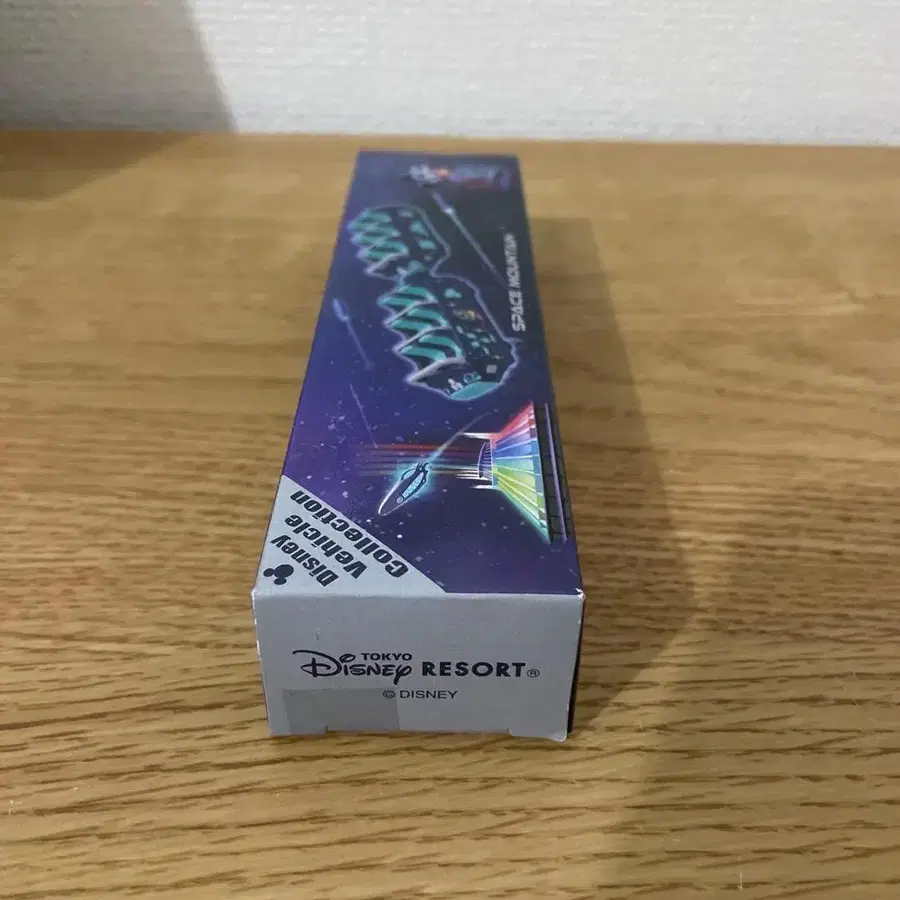 SPACE MOUNTAIN
Disney
Vehicle
Collection
TOKYO
Disney RESORT®
© DISNEY